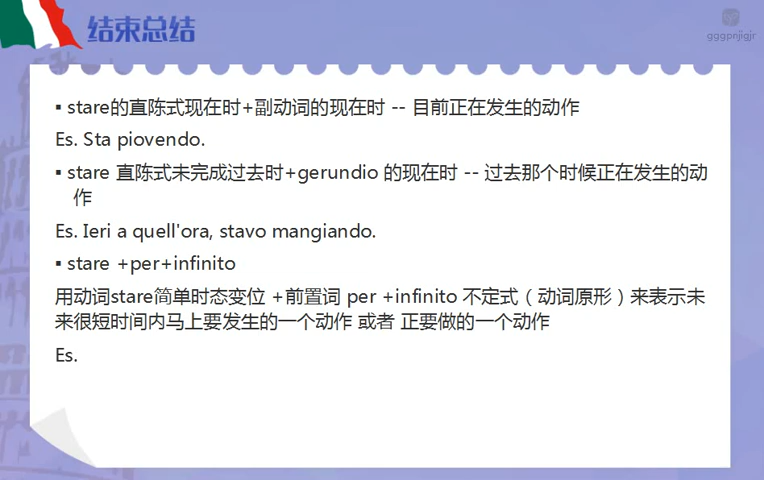 结束总结
gggpnjigjr
▪ stare的直陈式现在时+副动词的现在时 -- 目前正在发生的动作
Es. Sta piovendo.
▪ stare 直陈式未完成过去时+gerundio 的现在时 -- 过去那个时候正在发生的动
作
Es. Ieri a quell'ora, stavo mangiando.
▪ stare +per+infinito
用动词stare简单时态变位 +前置词 per +infinito 不定式（动词原形）来表示未
来很短时间内马上要发生的一个动作 或者 正要做的一个动作
Es.